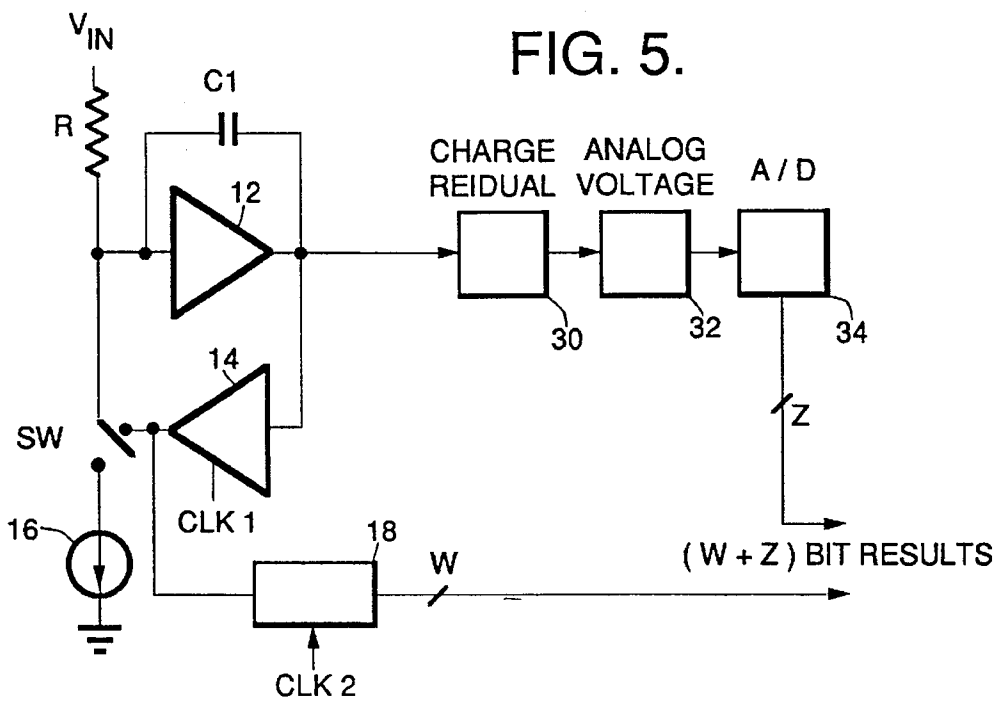 FIG. 5.
V IN
R
C1
12
CHARGE
REIDUAL
ANALOG
VOLTAGE
A / D
30
32
34
14
SW
CLK 1
Z
16
18
W
( W + Z ) BIT RESULTS
CLK 2